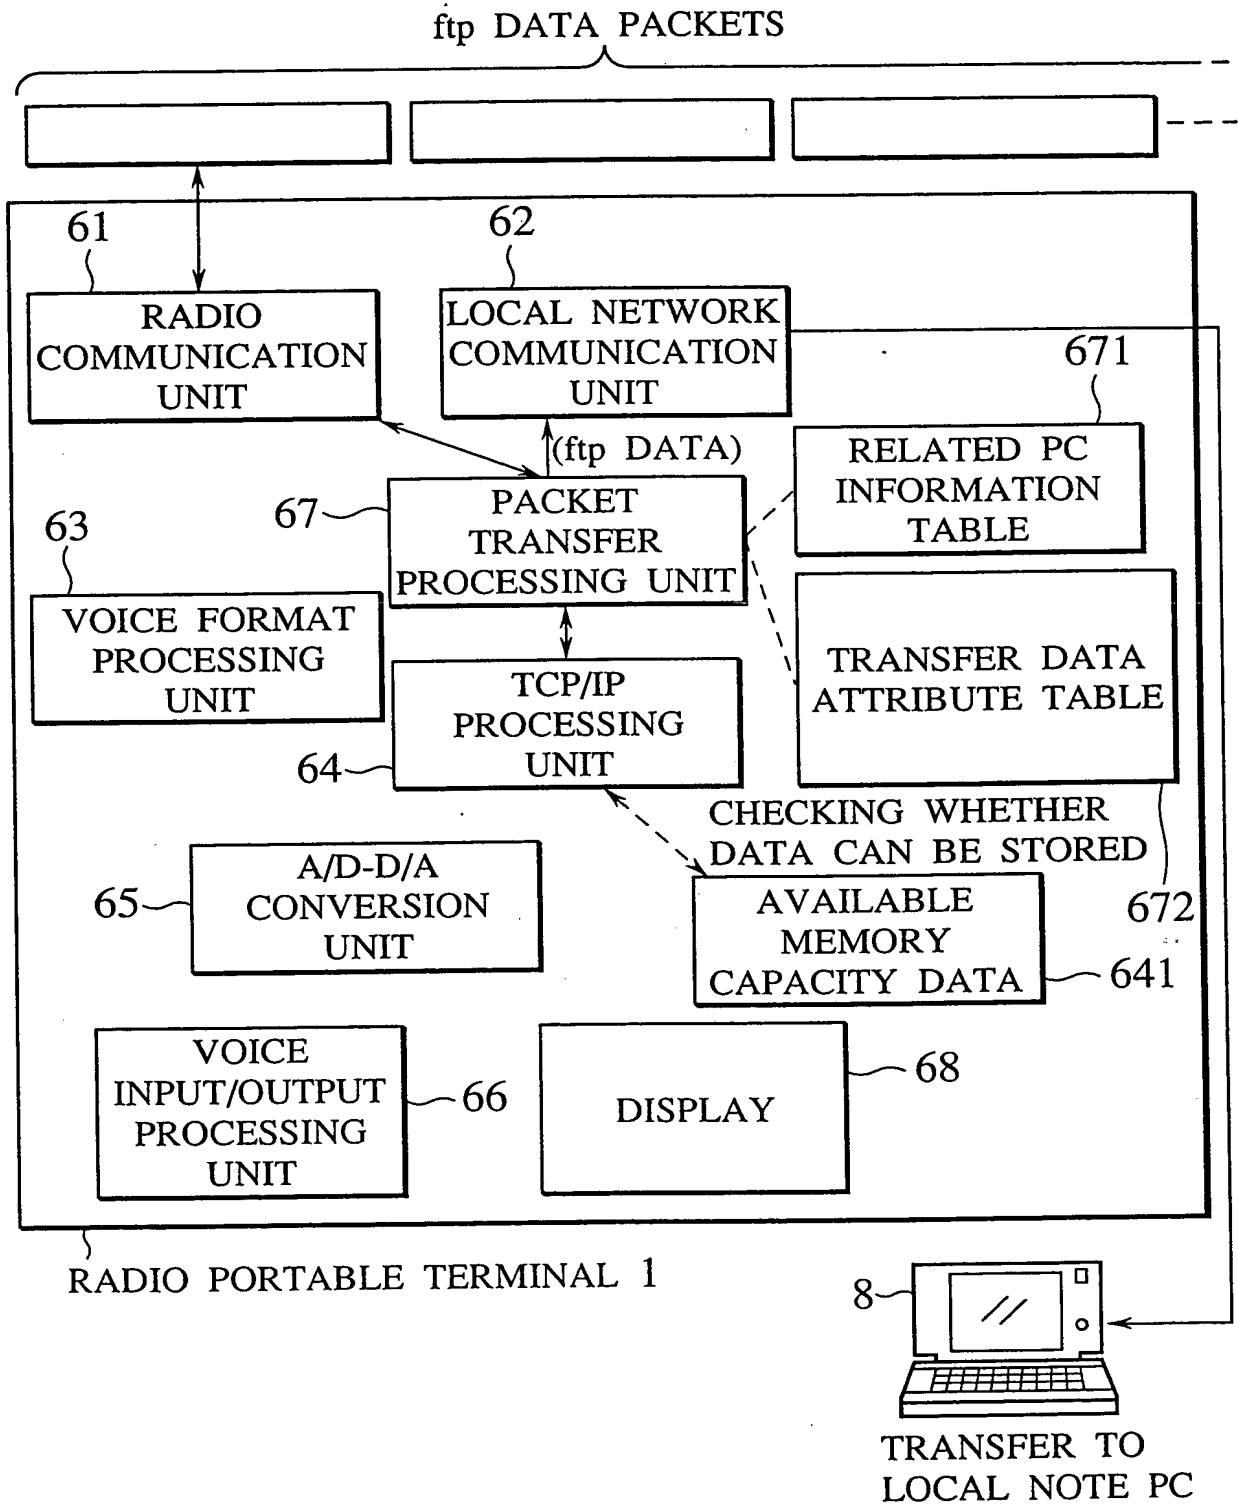 ftp DATA PACKETS
61
62
RADIO
COMMUNICATION
UNIT
LOCAL NETWORK
COMMUNICATION
UNIT
671
(ftp DATA)
RELATED PC
INFORMATION
TABLE
67
PACKET
TRANSFER
PROCESSING UNIT
63
VOICE FORMAT
PROCESSING
UNIT
TRANSFER DATA
ATTRIBUTE TABLE
TCP/IP
PROCESSING
UNIT
64
CHECKING WHETHER
DATA CAN BE STORED
65
A/D-D/A
CONVERSION
UNIT
672
AVAILABLE
MEMORY
CAPACITY DATA
641
VOICE
INPUT/OUTPUT
PROCESSING
UNIT
66
DISPLAY
68
RADIO PORTABLE TERMINAL 1
8
TRANSFER TO
LOCAL NOTE PC